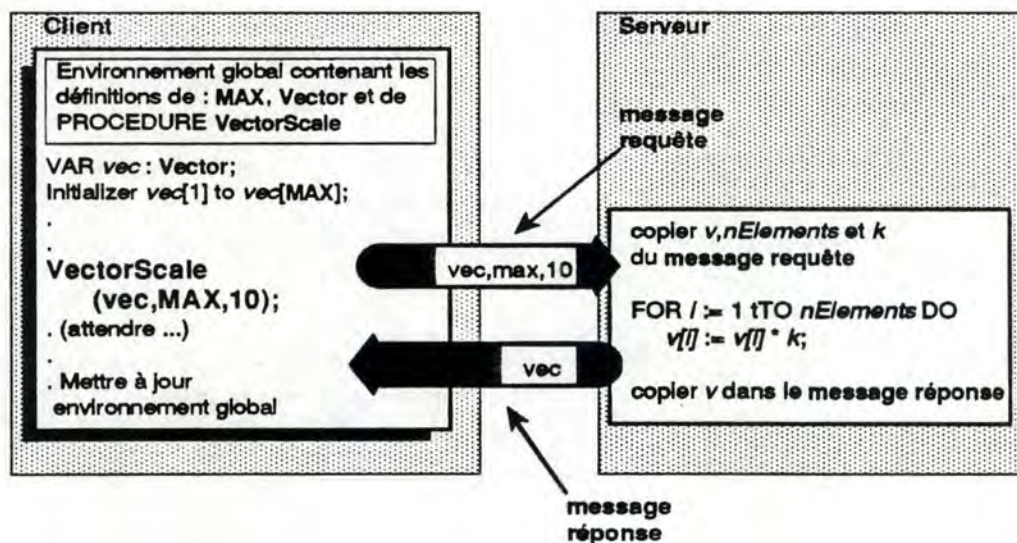 Client
Environnement global contenant les
définitions de : MAX, Vector et de
PROCEDURE VectorScale
VAR vec : Vector;
Initializer vec[1] to vec[MAX];
.
.
VectorScale
(vec,MAX,10);
. (attendre ...)
.
. Mettre à jour
environnement global
message
requête
vec,max,10
vec
message
réponse
Serveur
copier v,nElements et k
du message requête
FOR i := 1 tTO nElements DO
v[i] := v[i] * k;
copier v dans le message réponse